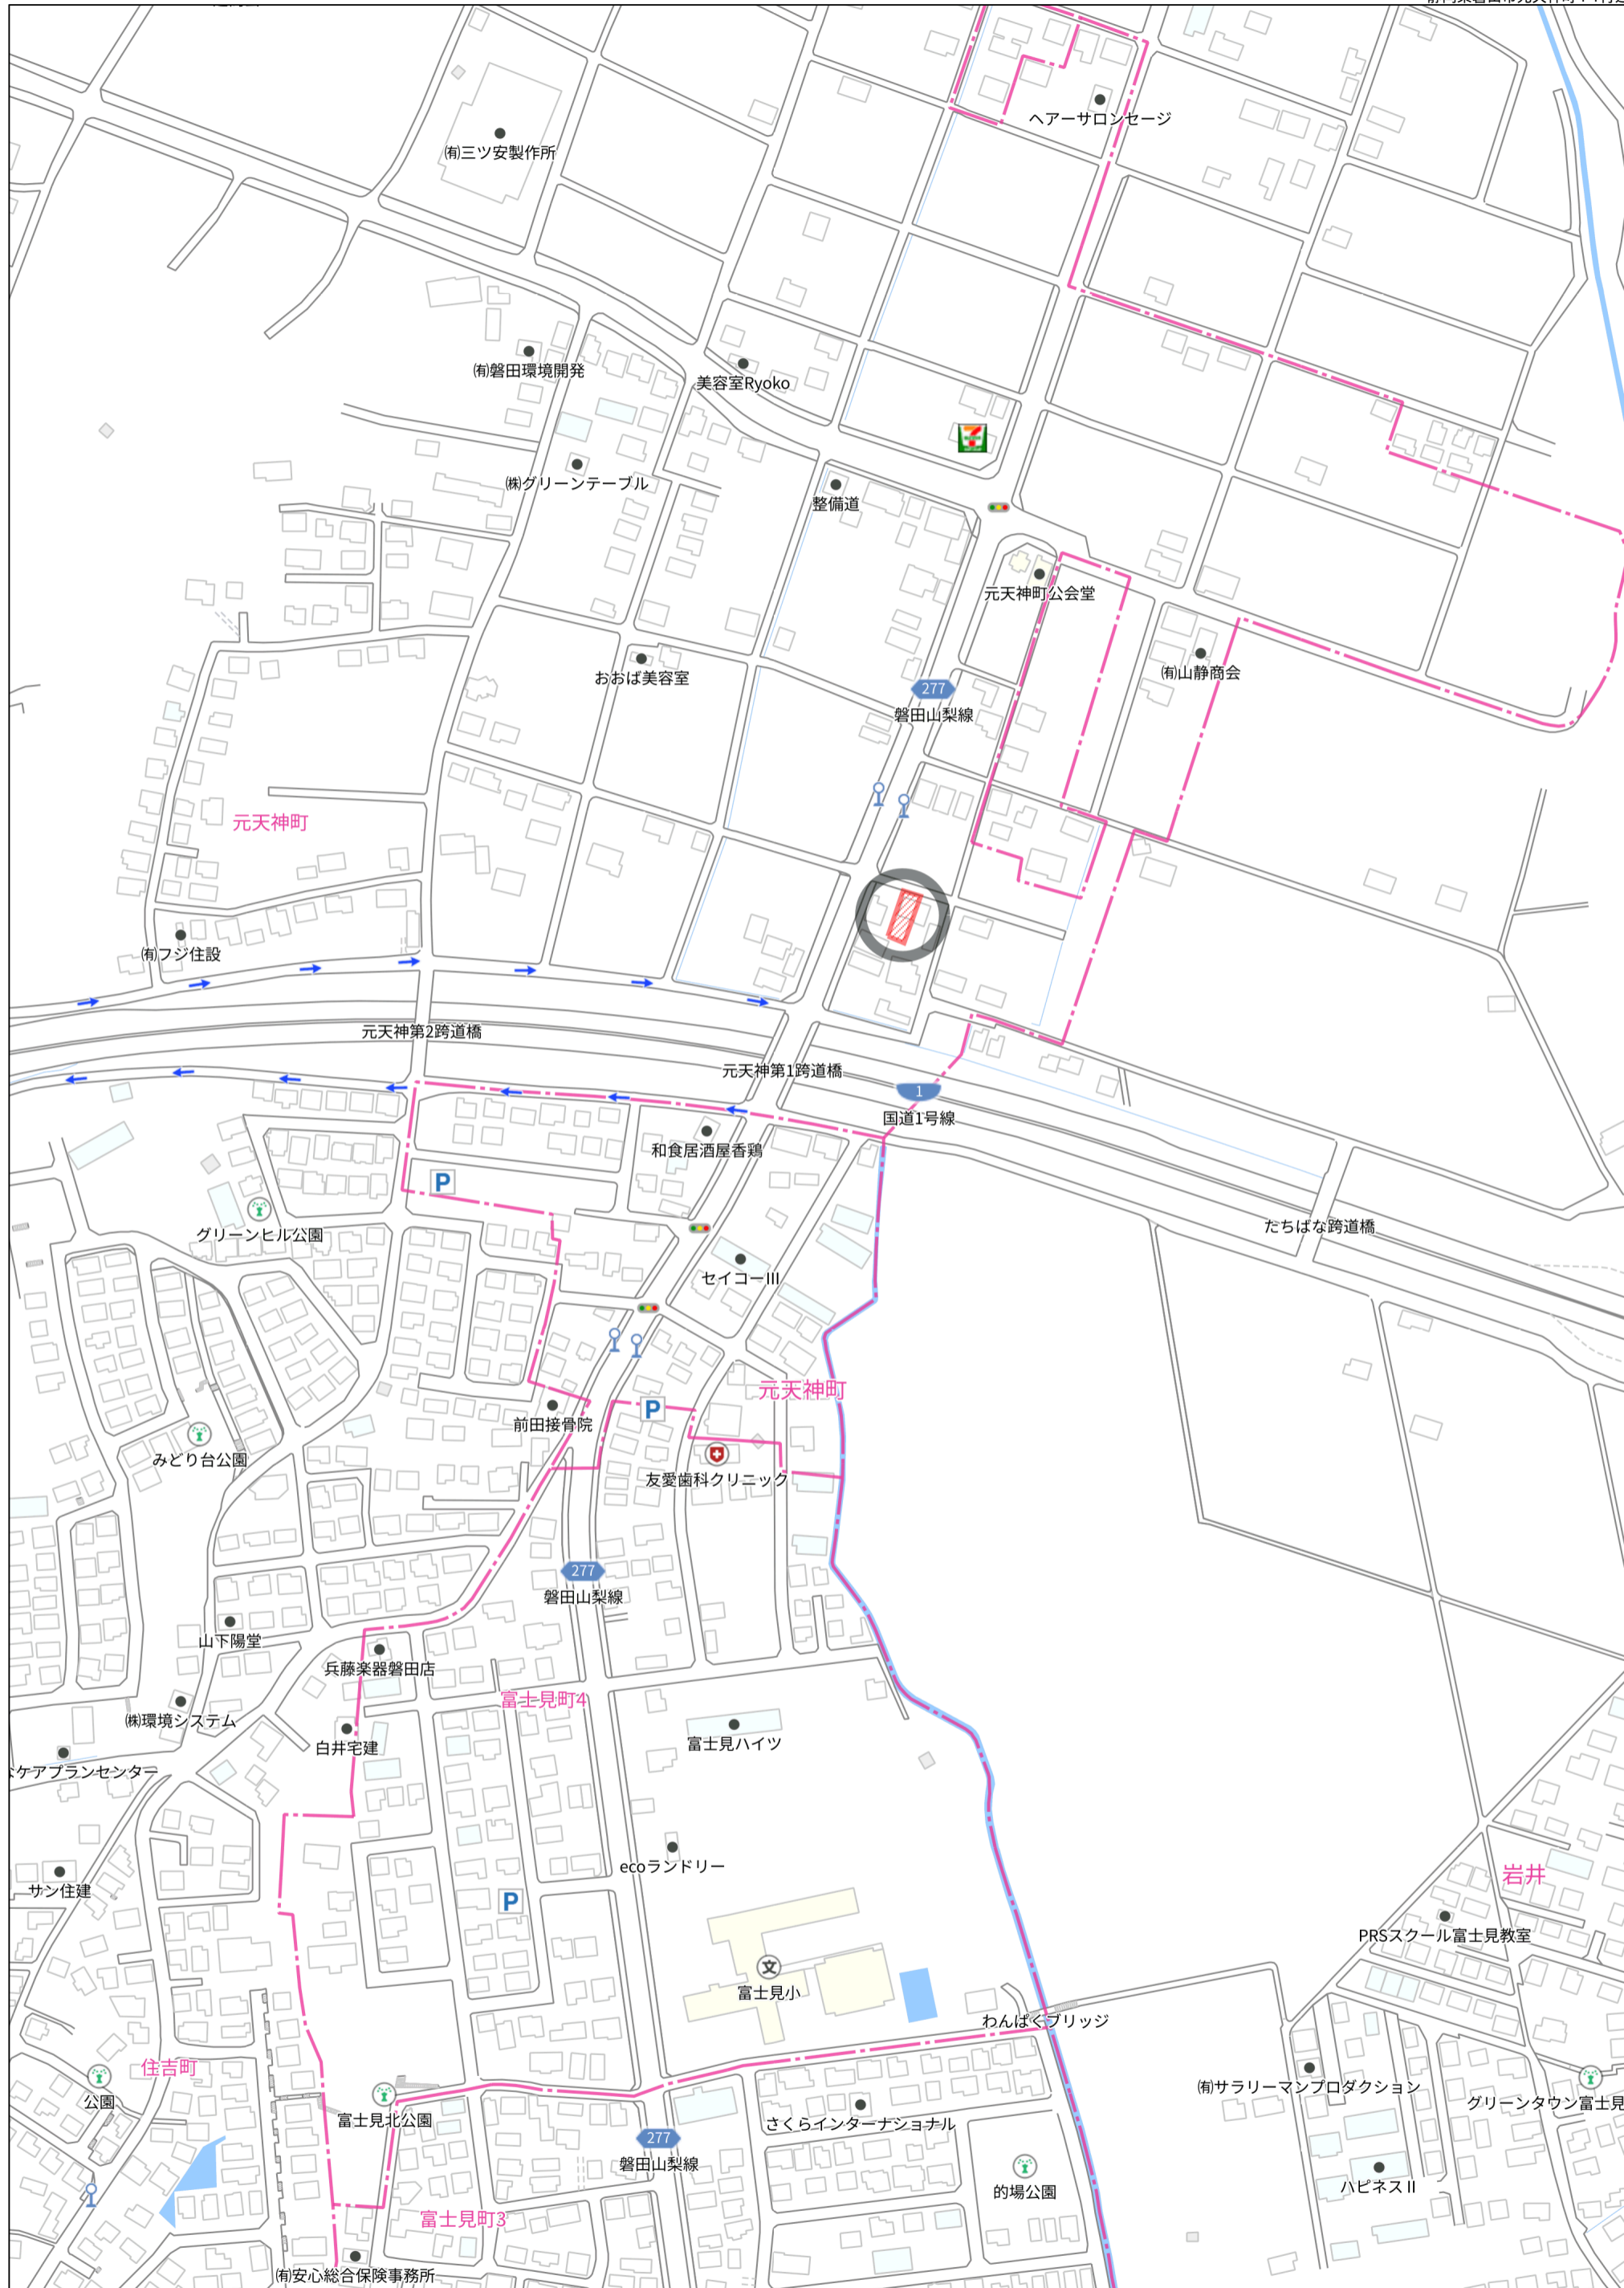 ヘアーサロンセージ
㈲三ツ安製作所
㈲磐田環境開発
美容室Ryoko
㈱グリーンテーブル
整備道
元天神町公会堂
おおば美容室
㈲山静商会
277
磐田山梨線
元天神町
㈲フジ住設
元天神第2跨道橋
元天神第1跨道橋
1
国道1号線
和食居酒屋香鶏
P
グリーンヒル公園
たちばな跨道橋
セイコーIII
元天神町
P
前田接骨院
みどり台公園
友愛歯科クリニック
277
磐田山梨線
山下陽堂
兵藤楽器磐田店
富士見町4
㈱環境システム
富士見ハイツ
白井宅建
ケアプランセンター
ecoランドリー
岩井
サン住建
P
PRSスクール富士見教室
文
富士見小
わんぱくブリッジ
住吉町
公園
㈲サラリーマンプロダクション
グリーンタウン富士見
富士見北公園
さくらインターナショナル
277
磐田山梨線
ハピネスⅡ
的場公園
富士見町3
㈲安心総合保険事務所